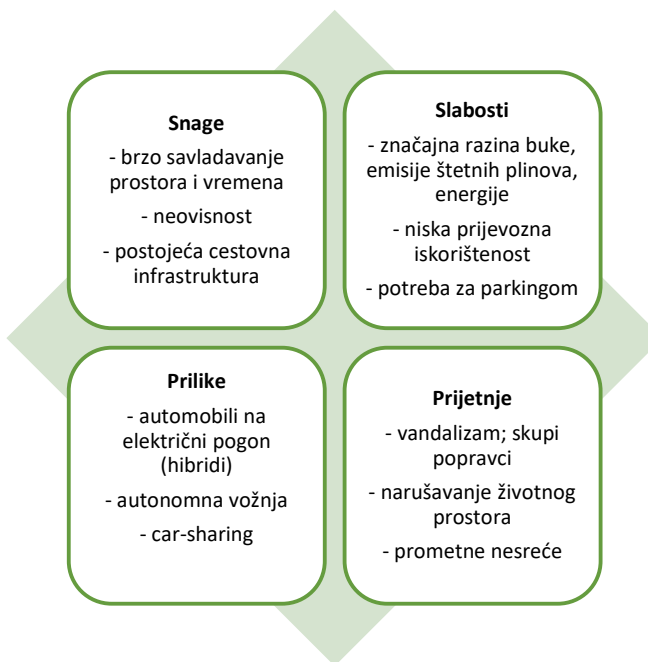 Snage
- brzo savladavanje
prostora i vremena
- neovisnost
- postojeća cestovna
infrastruktura
Slabosti
- značajna razina buke,
emisije štetnih plinova,
energije
- niska prijevozna
iskorištenost
- potreba za parkingom
Prilike
- automobili na
električni pogon
(hibridi)
- autonomna vožnja
- car-sharing
Prijetnje
- vandalizam; skupi
popravci
- narušavanje životnog
prostora
- prometne nesreće